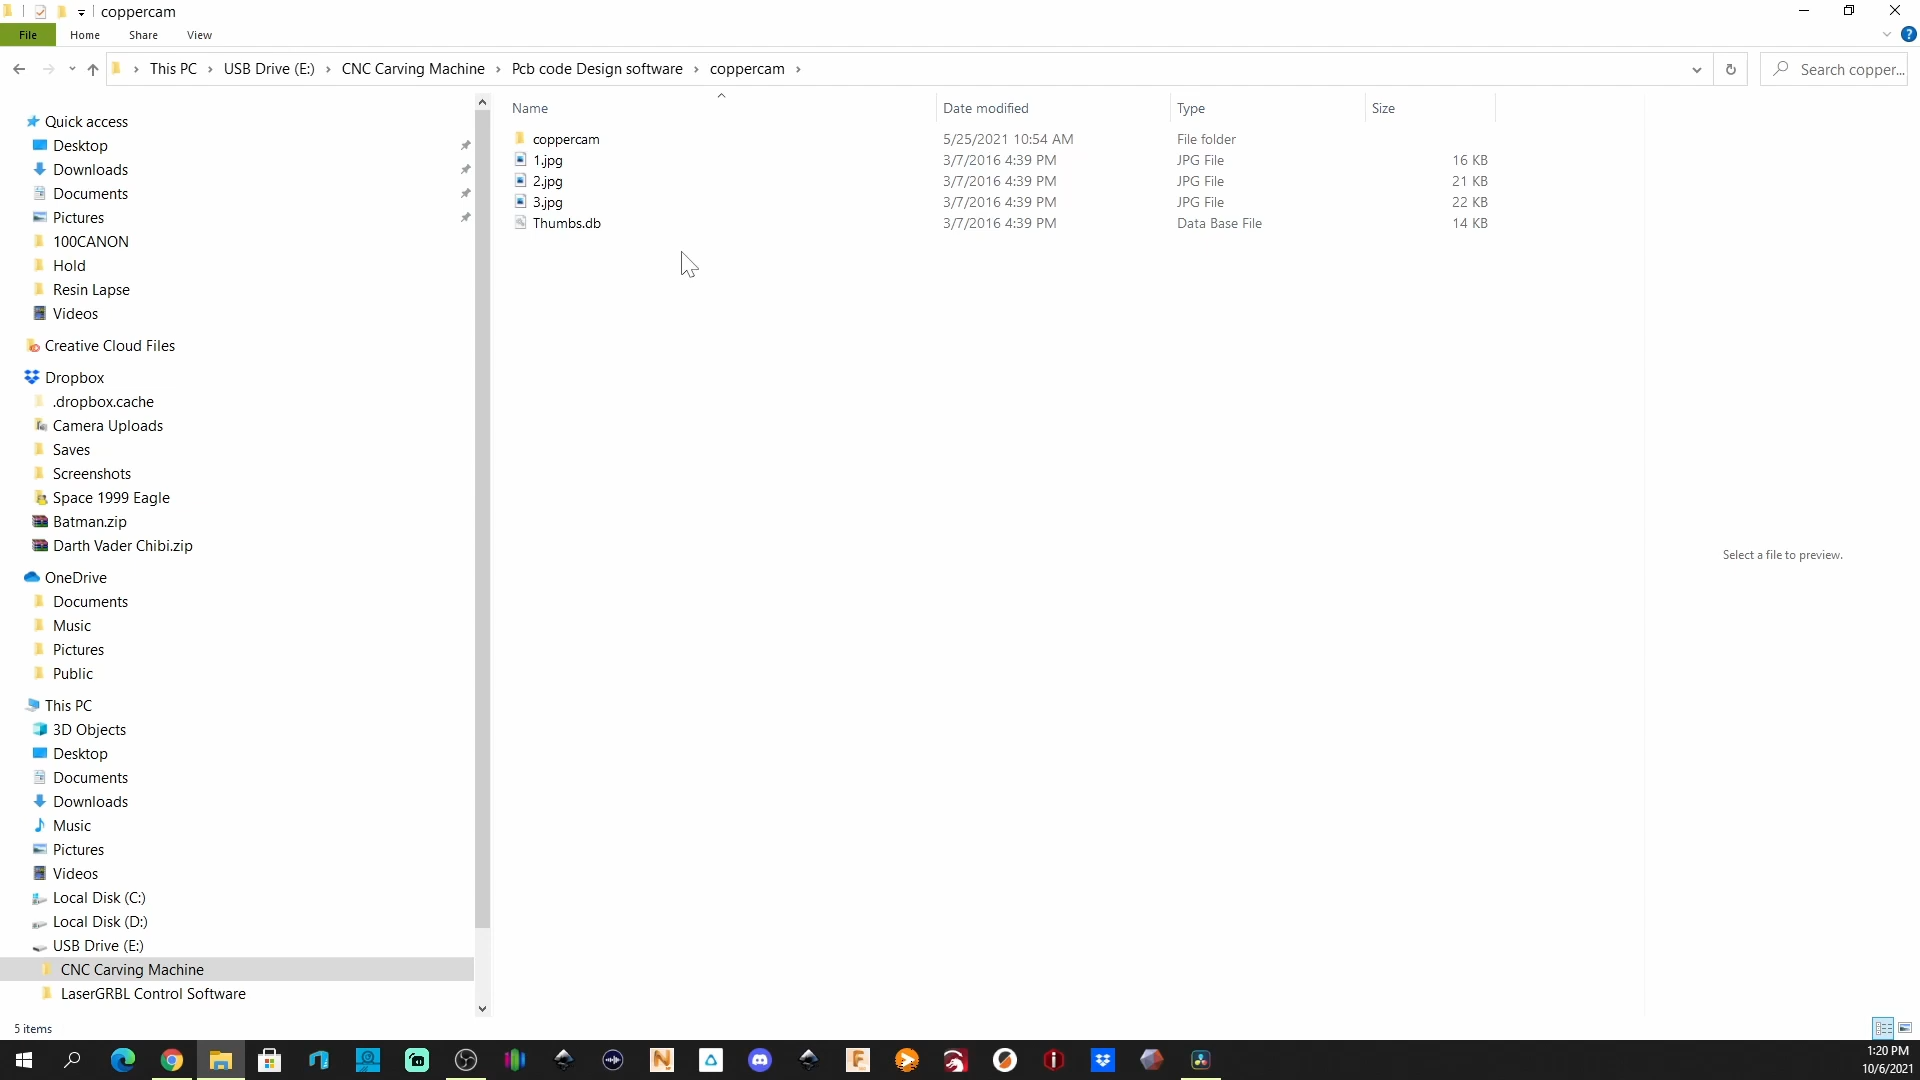 coppercam
File Home Share View
This PC USB Drive (E:) CNC Carving Machine Pcb code Design software coppercam
Search copper...
Name Date modified Type Size
coppercam 5/25/2021 10:54 AM File folder
1.jpg 3/7/2016 4:39 PM JPG File 16 KB
2.jpg 3/7/2016 4:39 PM JPG File 21 KB
3.jpg 3/7/2016 4:39 PM JPG File 22 KB
Thumbs.db 3/7/2016 4:39 PM Data Base File 14 KB
Quick access
Desktop
Downloads
Documents
Pictures
100CANON
Hold
Resin Lapse
Videos
Creative Cloud Files
Dropbox
.dropbox.cache
Camera Uploads
Saves
Screenshots
Space 1999 Eagle
Batman.zip
Darth Vader Chibi.zip
OneDrive
Documents
Music
Pictures
Public
This PC
3D Objects
Desktop
Documents
Downloads
Music
Pictures
Videos
Local Disk (C:)
Local Disk (D:)
USB Drive (E:)
CNC Carving Machine
LaserGRBL Control Software
Select a file to preview.
5 items
1:20 PM
10/6/2021